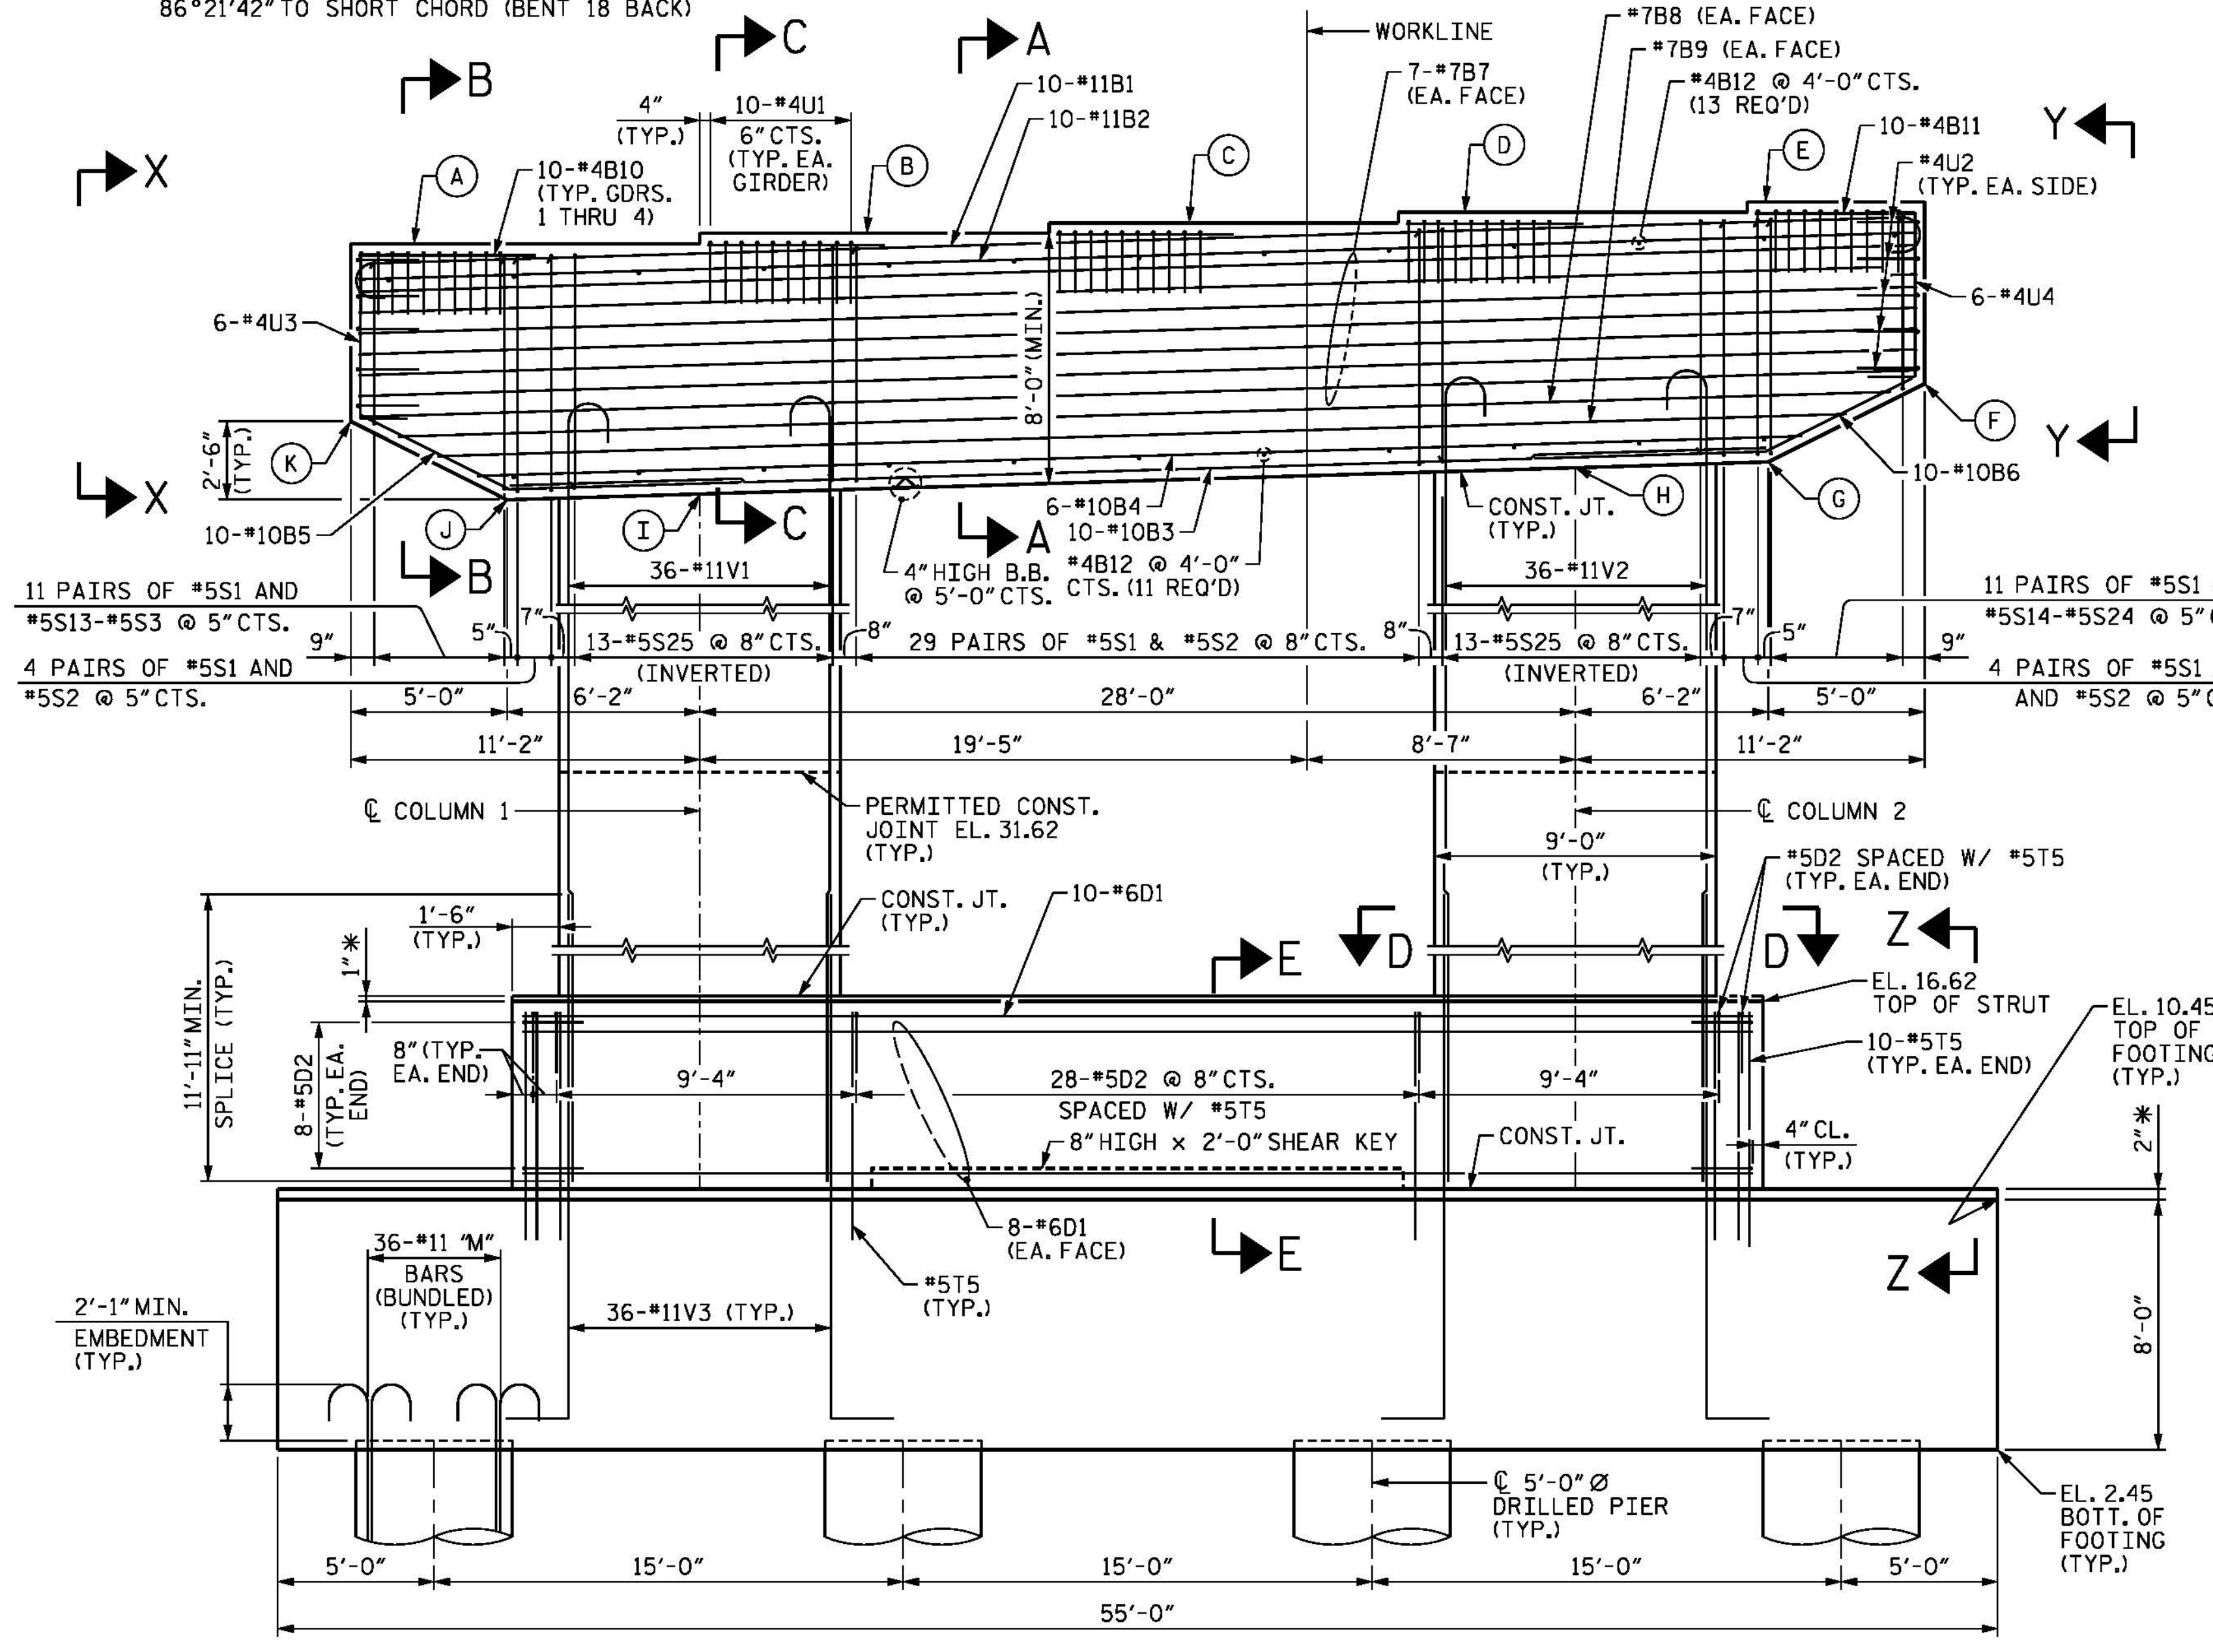 86°21'42" TO SHORT CHORD (BENT 18 BACK)
C
A
B
WORKLINE
#7B8 (EA. FACE)
#7B9 (EA. FACE)
#4B12 @ 4'-0" CTS.
(13 REQ'D)
7-#7B7
(EA. FACE)
10-#11B1
10-#11B2
4"
(TYP.)
10-#4U1
6" CTS.
(TYP. EA.
GIRDER)
10-#4B10
(TYP. GDRS.
1 THRU 4)
A
B
C
D
E
10-#4B11
#4U2
(TYP. EA. SIDE)
X
Y
6-#4U3
6-#4U4
8'-0" (MIN.)
2'-6"
(TYP.)
K
F
X
Y
10-#10B5
J
I
C
A
B
6-#10B4
10-#10B3
#4B12 @ 4'-0"
CTS. (11 REQ'D)
4" HIGH B.B.
@ 5'-0" CTS.
CONST. JT.
(TYP.)
H
G
10-#10B6
36-#11V1
36-#11V2
11 PAIRS OF #5S1 AND
#5S13-#5S3 @ 5" CTS.
4 PAIRS OF #5S1 AND
#5S2 @ 5" CTS.
11 PAIRS OF #5S1
#5S14-#5S24 @ 5"
4 PAIRS OF #5S1
AND #5S2 @ 5"
9"
5"
7"
13-#5S25 @ 8" CTS.
(INVERTED)
8"
29 PAIRS OF #5S1 & #5S2 @ 8" CTS.
8"
13-#5S25 @ 8" CTS.
(INVERTED)
7"
5"
9"
5'-0"
6'-2"
28'-0"
6'-2"
5'-0"
11'-2"
19'-5"
8'-7"
11'-2"
℄ COLUMN 1
PERMITTED CONST.
JOINT EL. 31.62
(TYP.)
℄ COLUMN 2
9'-0"
(TYP.)
#5D2 SPACED W/ #5T5
(TYP. EA. END)
CONST. JT.
(TYP.)
10-#6D1
1'-6"
(TYP.)
1"*
11'-11" MIN.
SPLICE (TYP.)
8-#5D2
(TYP. EA.
END)
E
D
D
Z
EL. 16.62
TOP OF STRUT
EL. 10.45
TOP OF
FOOTING
(TYP.)
8" (TYP.
EA. END)
9'-4"
28-#5D2 @ 8" CTS.
SPACED W/ #5T5
9'-4"
10-#5T5
(TYP. EA. END)
8" HIGH x 2'-0" SHEAR KEY
CONST. JT.
4" CL.
(TYP.)
2"*
8-#6D1
(EA. FACE)
E
Z
36-#11 "M"
BARS
(BUNDLED)
(TYP.)
#5T5
(TYP.)
36-#11V3 (TYP.)
2'-1" MIN.
EMBEDMENT
(TYP.)
8'-0"
℄ 5'-0" Ø
DRILLED PIER
(TYP.)
EL. 2.45
BOTT. OF
FOOTING
(TYP.)
5'-0"
15'-0"
15'-0"
15'-0"
5'-0"
55'-0"